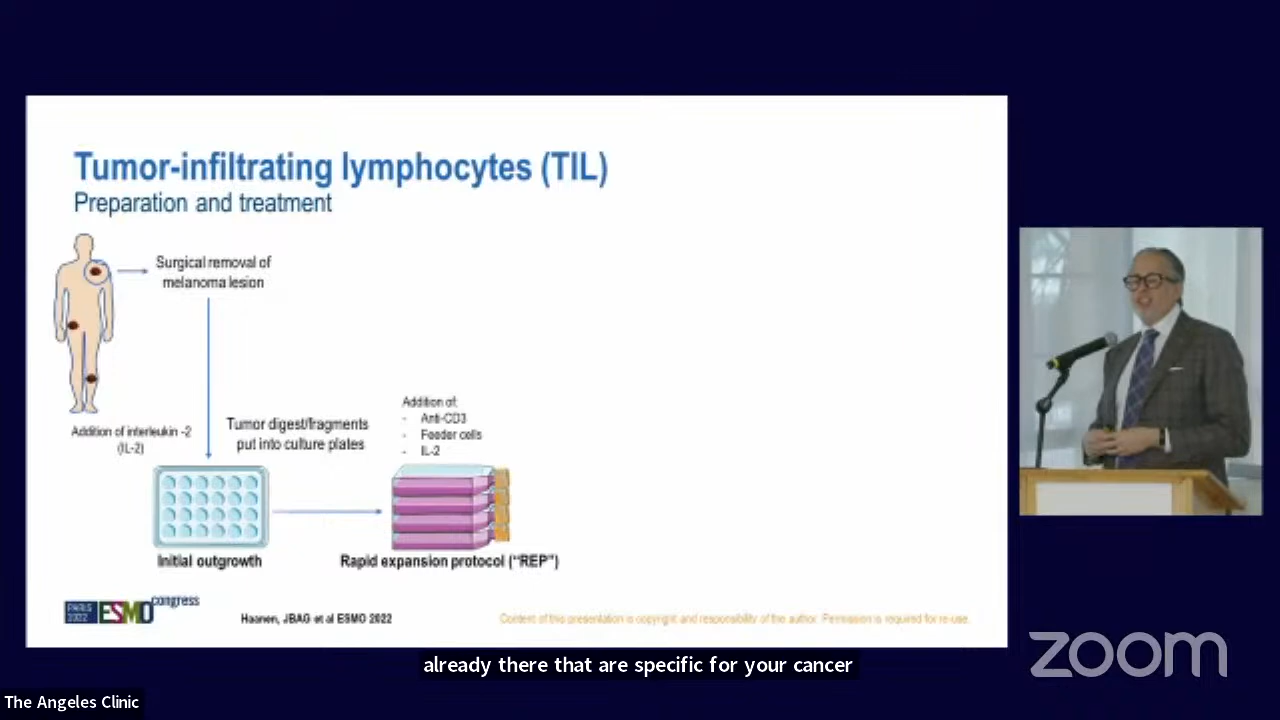 Tumor-infiltrating lymphocytes (TIL)
Preparation and treatment
Surgical removal of
melanoma lesion
Addition of interleukin -2
(IL-2)
Tumor digest/fragments
put into culture plates
Addition of:
- Anti-CD3
- Feeder cells
- IL-2
Initial outgrowth
Rapid expansion protocol ("REP")
PARIS
2022
ESMO congress
Haanen, JBAG et al ESMO 2022
Content of this presentation is copyright and responsibility of the author. Permission is required for re-use.
already there that are specific for your cancer
zoom
The Angeles Clinic